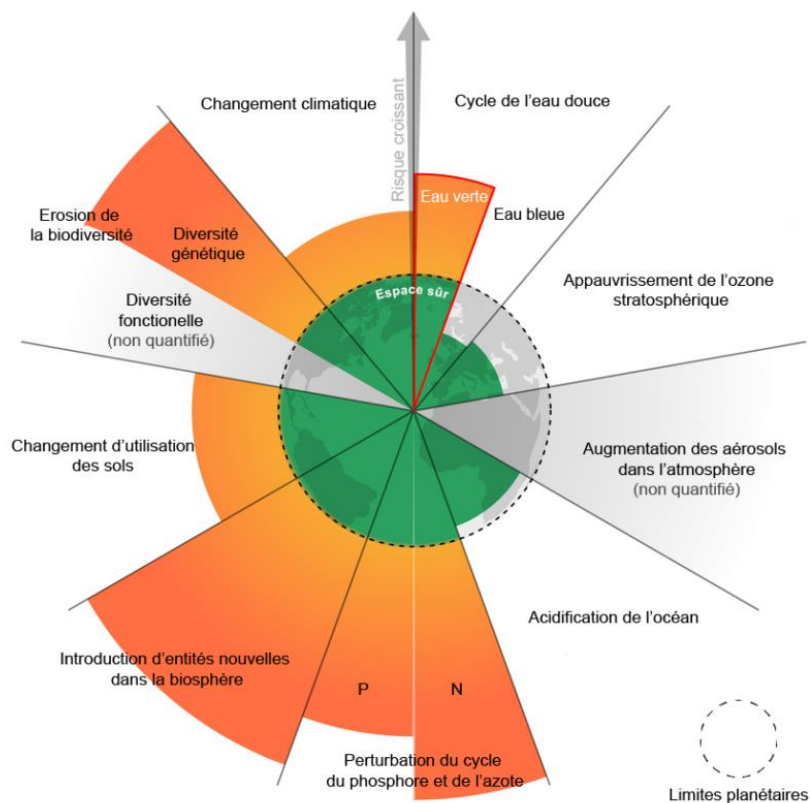 Changement climatique
Cycle de l'eau douce
Risque croissant
Eau verte
Eau bleue
Erosion de
la biodiversité
Diversité
génétique
Espace sûr
Appauvrissement de l'ozone
stratosphérique
Diversité
fonctionelle
(non quantifié)
Changement d'utilisation
des sols
Augmentation des aérosols
dans l'atmosphère
(non quantifié)
Acidification de l'océan
Introduction d'entités nouvelles
dans la biosphère
P
N
Perturbation du cycle
du phosphore et de l'azote
Limites planétaires